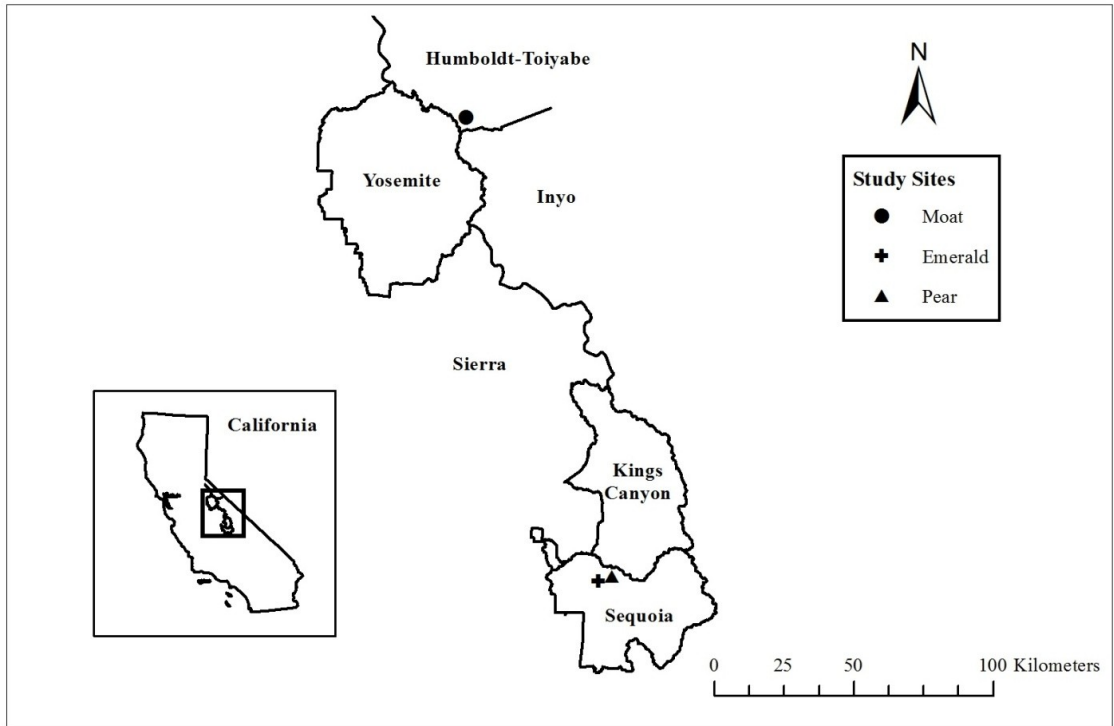 Humboldt-Toiyabe
N
Yosemite
Inyo
Study Sites
Moat
Emerald
Pear
Sierra
California
Kings
Canyon
Sequoia
0 25 50 100 Kilometers